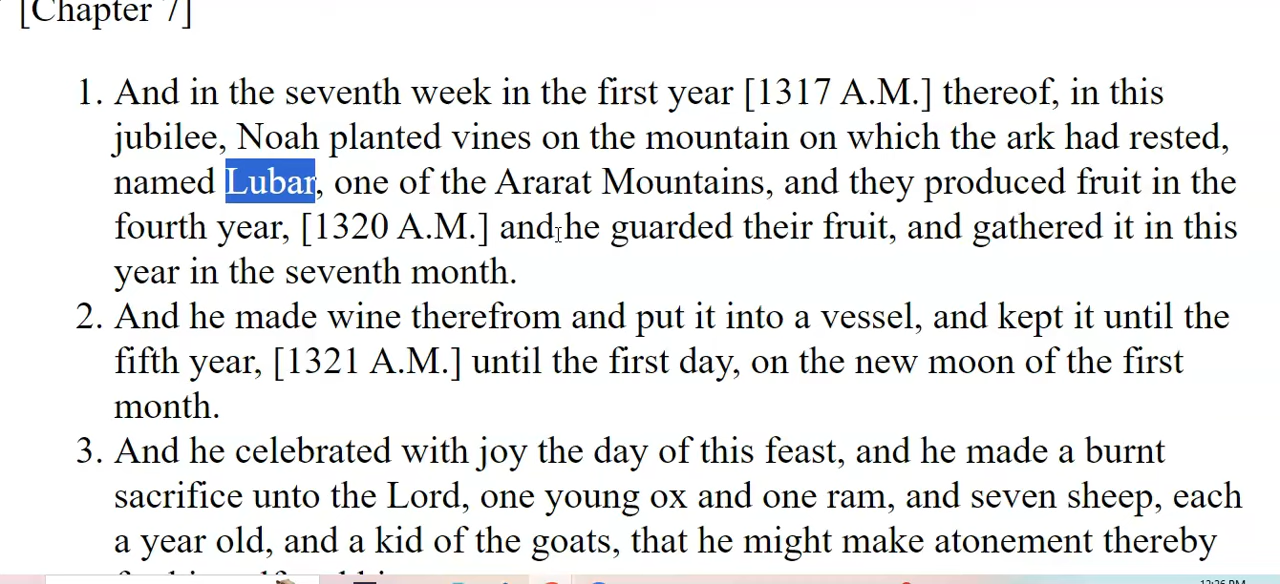 [Chapter 7]
1. And in the seventh week in the first year [1317 A.M.] thereof, in this
jubilee, Noah planted vines on the mountain on which the ark had rested,
named Lubar, one of the Ararat Mountains, and they produced fruit in the
fourth year, [1320 A.M.] and he guarded their fruit, and gathered it in this
year in the seventh month.
2. And he made wine therefrom and put it into a vessel, and kept it until the
fifth year, [1321 A.M.] until the first day, on the new moon of the first
month.
3. And he celebrated with joy the day of this feast, and he made a burnt
sacrifice unto the Lord, one young ox and one ram, and seven sheep, each
a year old, and a kid of the goats, that he might make atonement thereby